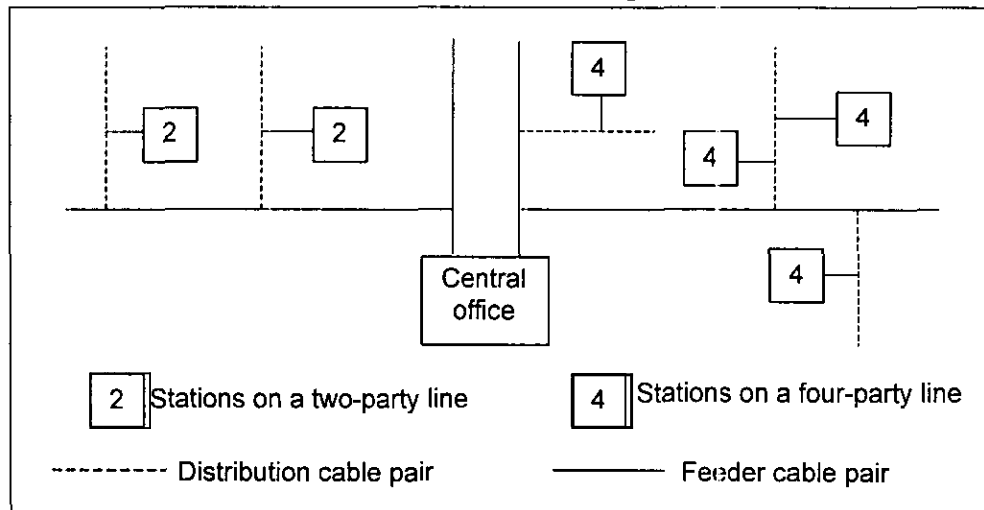 4
4
2
2
4
4
Central
office
2 Stations on a two-party line
4 Stations on a four-party line
Distribution cable pair
Feeder cable pair